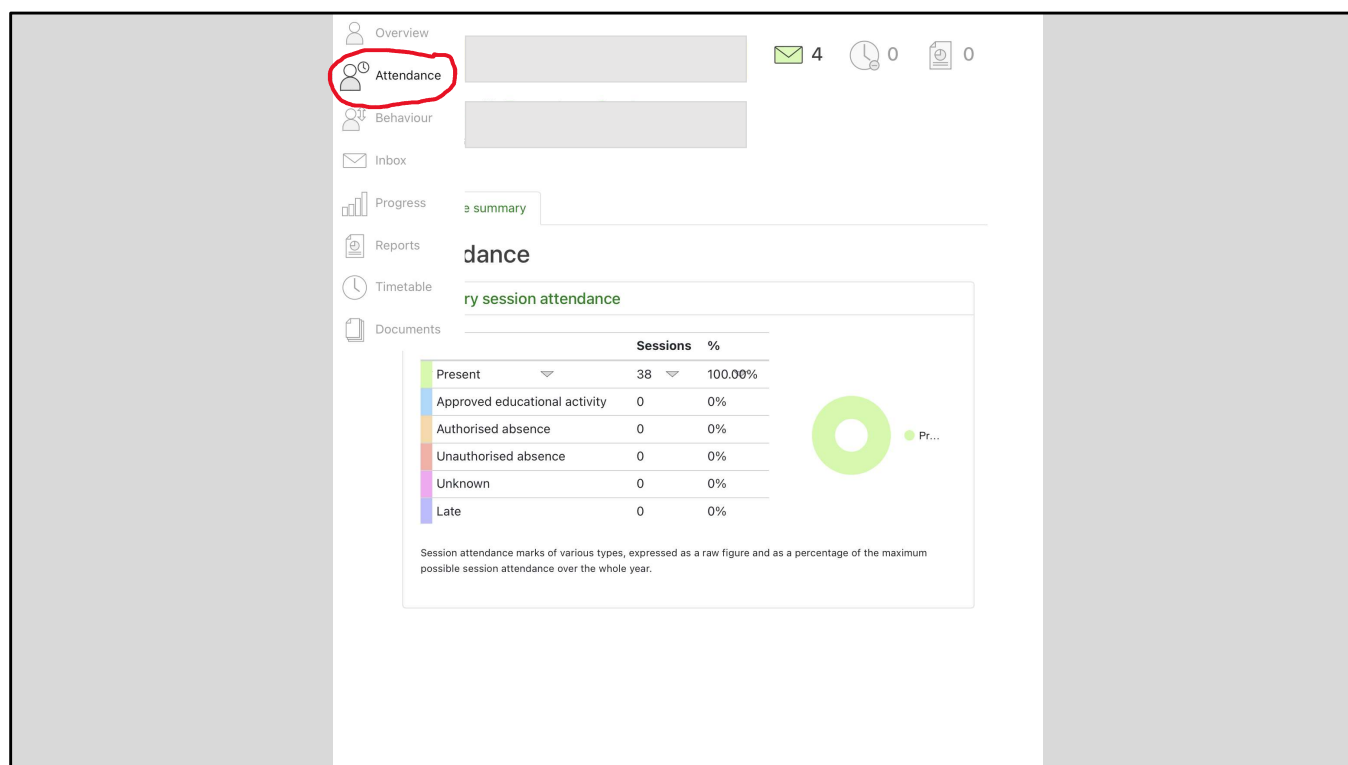 Overview
Attendance
Behaviour
Inbox
Progress
Reports
Timetable
Documents
4 0 0
e summary
dance
ry session attendance
Sessions %
Present 38 100.00%
Approved educational activity 0 0%
Authorised absence 0 0%
Unauthorised absence 0 0%
Unknown 0 0%
Late 0 0%
Pr...
Session attendance marks of various types, expressed as a raw figure and as a percentage of the maximum
possible session attendance over the whole year.